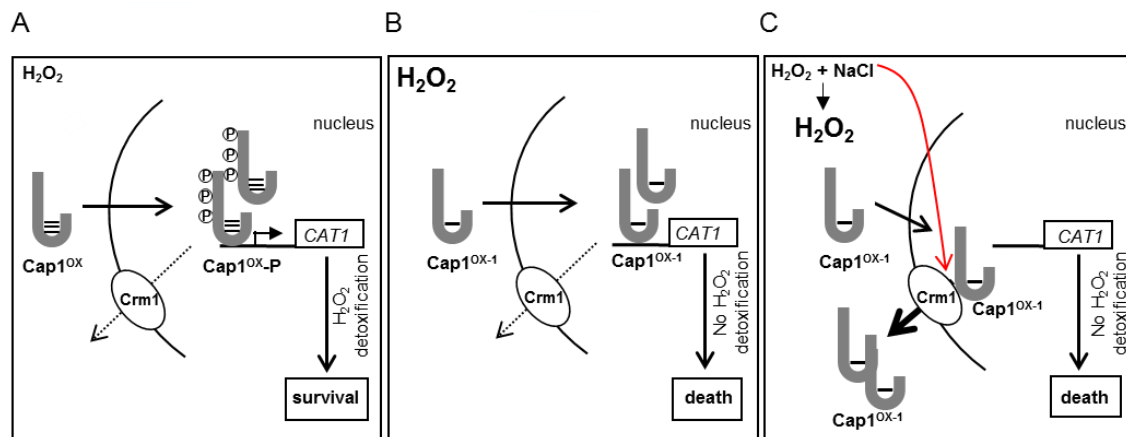 A
H₂O₂
nucleus
P
P
P
P
P
P
CAT1
Cap1ᴼˣ
Cap1ᴼˣ-P
Crm1
H₂O₂
detoxification
survival
B
H₂O₂
nucleus
CAT1
Cap1ᴼˣ⁻¹
Cap1ᴼˣ⁻¹
Crm1
No H₂O₂
detoxification
death
C
H₂O₂ + NaCl
H₂O₂
nucleus
CAT1
Cap1ᴼˣ⁻¹
Crm1
Cap1ᴼˣ⁻¹
No H₂O₂
detoxification
Cap1ᴼˣ⁻¹
death